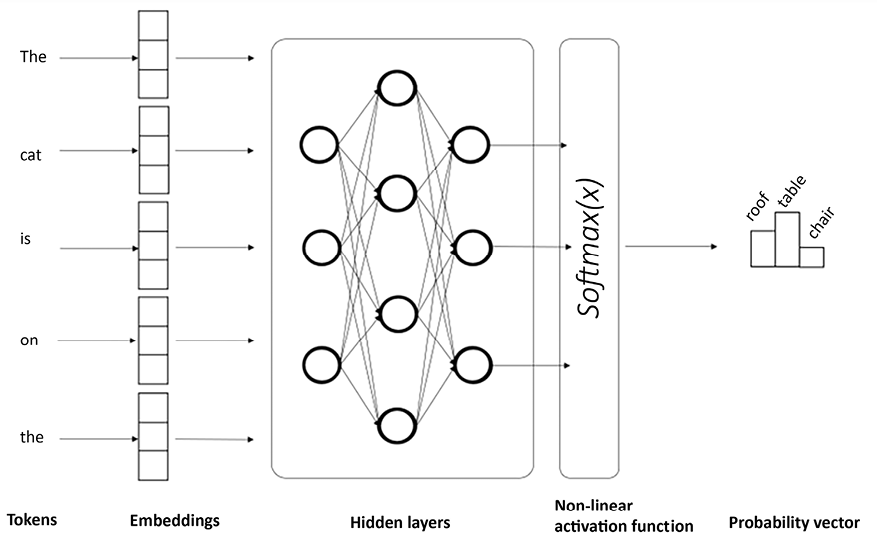 The
cat
is
on
the
Softmax(x)
roof
table
chair
Tokens
Embeddings
Hidden layers
Non-linear
activation function
Probability vector